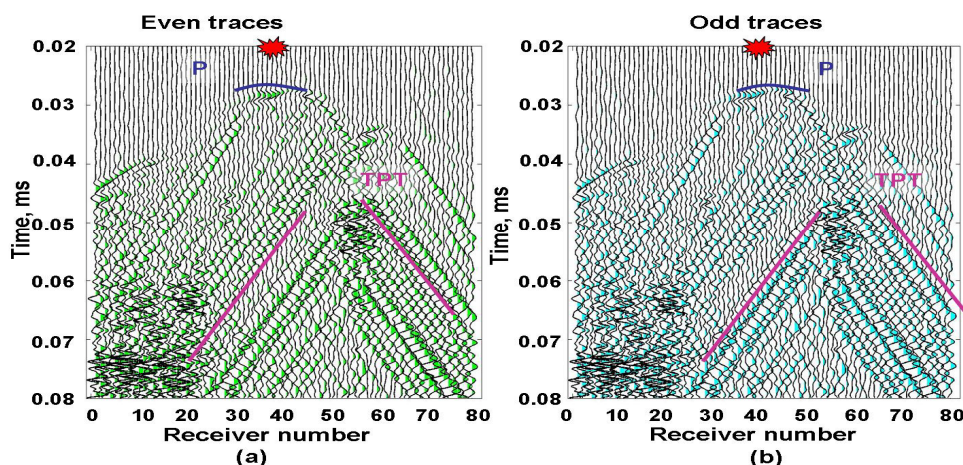 Even traces
Odd traces
0.02
0.03
0.04
0.05
0.06
0.07
0.08
Time, ms
P
TPT
0 10 20 30 40 50 60 70 80
Receiver number
(a)
0.02
0.03
0.04
0.05
0.06
0.07
0.08
Time, ms
P
TPT
0 10 20 30 40 50 60 70 80
Receiver number
(b)